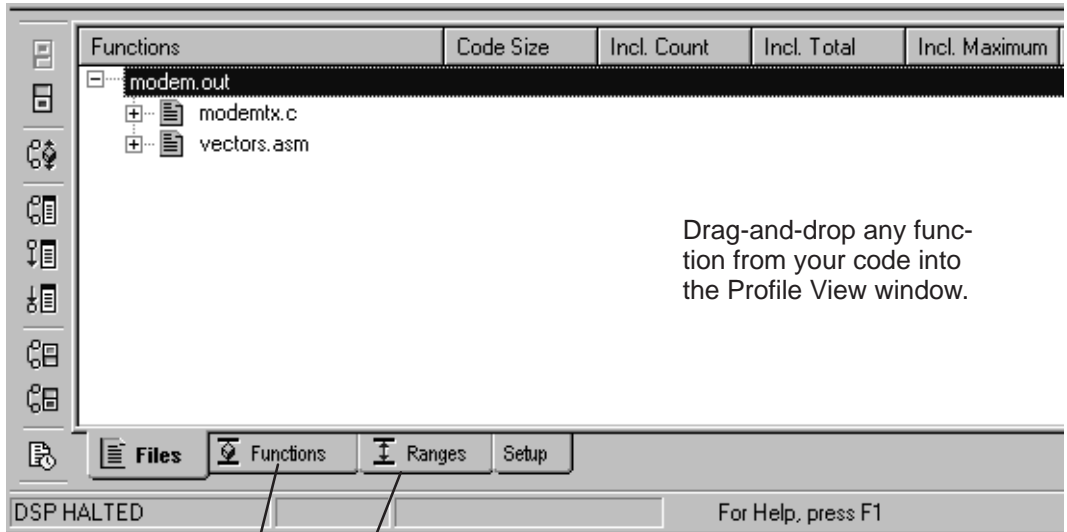 Functions Code Size Incl. Count Incl. Total Incl. Maximum
modem.out
modemtx.c
vectors.asm
Drag-and-drop any func-
tion from your code into
the Profile View window.
Files Functions Ranges Setup
DSP HALTED For Help, press F1